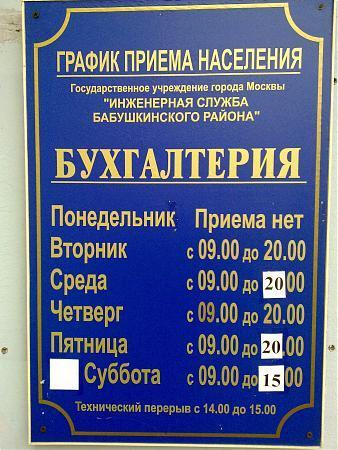 ГРАФИК ПРИЕМА НАСЕЛЕНИЯ
Государственное учреждение города Москвы
"ИНЖЕНЕРНАЯ СЛУЖБА
БАБУШКИНСКОГО РАЙОНА"
БУХГАЛТЕРИЯ
Понедельник Приема нет
Вторник с 09.00 до 20.00
Среда с 09.00 до 20.00
Четверг с 09.00 до 20.00
Пятница с 09.00 до 20.00
Суббота с 09.00 до 15.00
Технический перерыв с 14.00 до 15.00